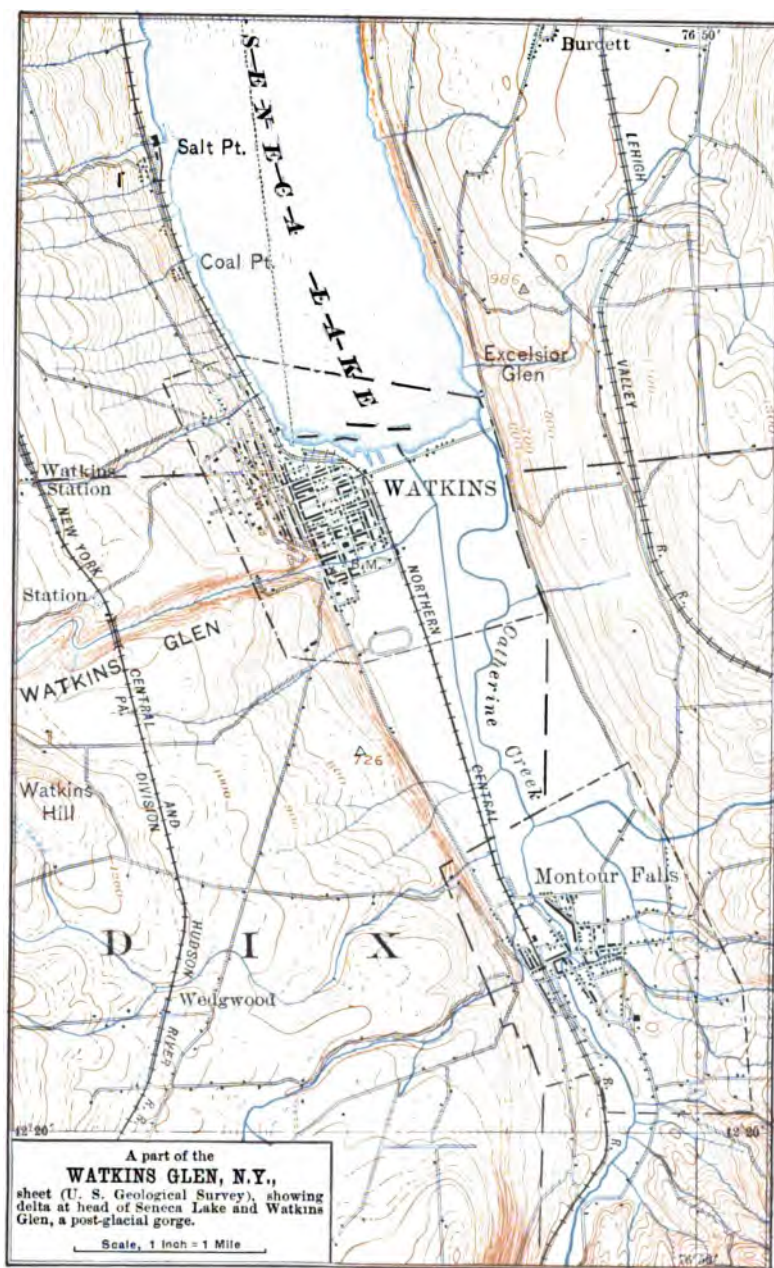 76°50'
Burdett
SENECA LAKE
LEHIGH
Salt Pt.
Coal Pt.
986
Excelsior
Glen
VALLEY
R. R.
Watkins
Station
WATKINS
NEW YORK
B.M.
NORTHERN
Station
GLEN
WATKINS
CENTRAL
PA.
DIVISION
AND
Catherine
Creek
726
Watkins
Hill
CENTRAL
Montour Falls
D I X
HUDSON
Wedgwood
RIVER
R. R.
R.
R.
42°20'
42°20'
A part of the
WATKINS GLEN, N.Y.,
sheet (U. S. Geological Survey), showing
delta at head of Seneca Lake and Watkins
Glen, a post-glacial gorge.
Scale, 1 Inch = 1 Mile
76°50'